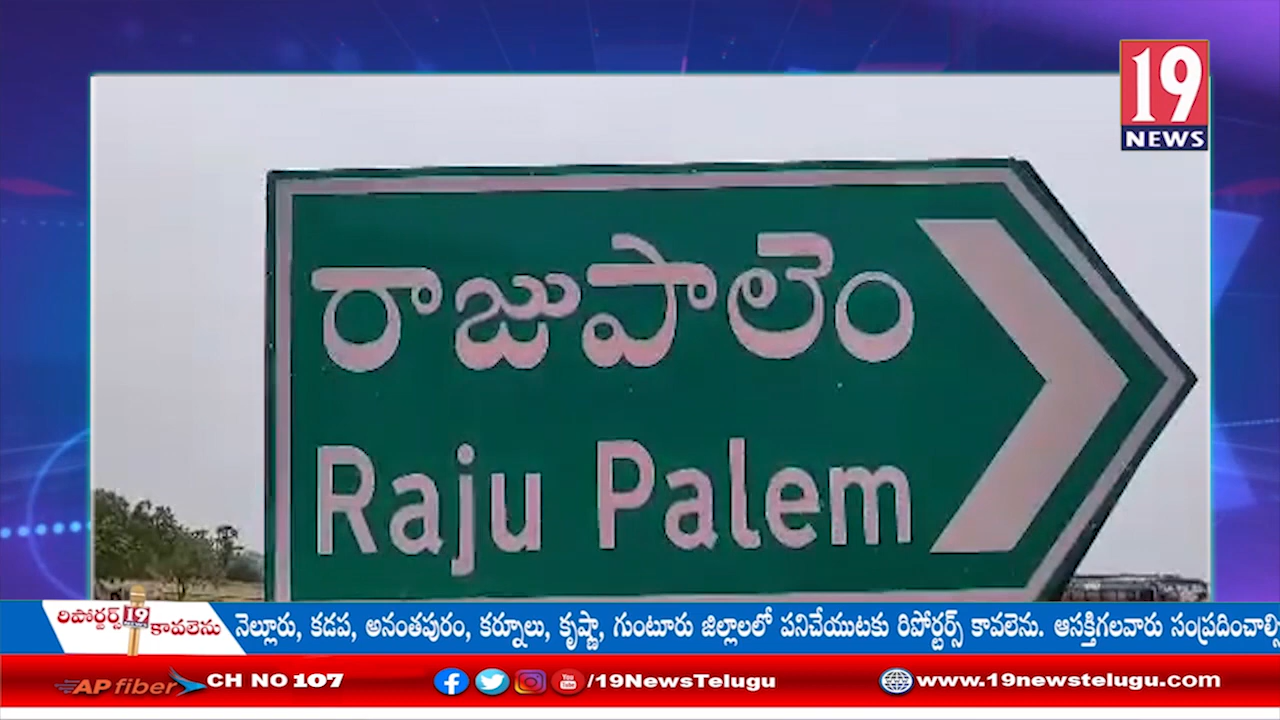 19
NEWS
రాజుపాలెం
Raju Palem
రిపోర్టర్స్ 19 కావలెను
నెల్లూరు, కడప, అనంతపురం, కర్నూలు, కృష్ణా, గుంటూరు జిల్లాలలో పనిచేయుటకు రిపోర్టర్స్ కావలెను. ఆసక్తిగలవారు
AP fiber CH NO 107 /19NewsTelugu www.19newstelugu.com